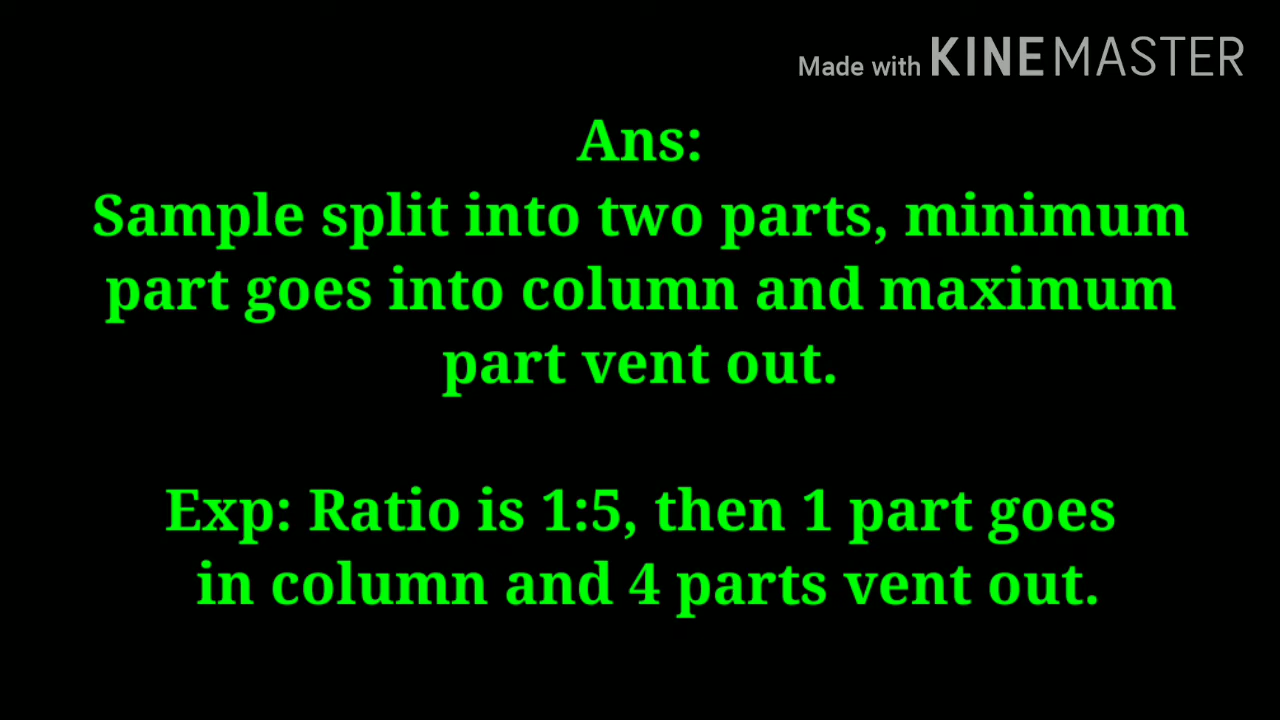 Made with KINEMASTER
Ans:
Sample split into two parts, minimum
part goes into column and maximum
part vent out.
Exp: Ratio is 1:5, then 1 part goes
in column and 4 parts vent out.